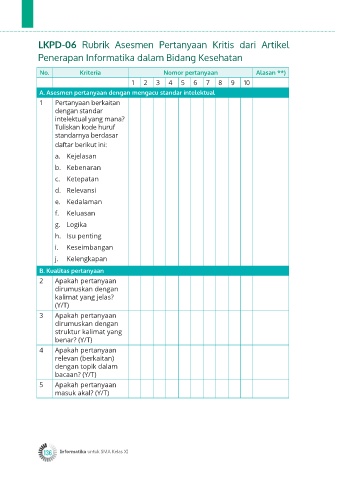 LKPD-06 Rubrik Asesmen Pertanyaan Kritis dari Artikel
Penerapan Informatika dalam Bidang Kesehatan
No. Kriteria Nomor pertanyaan Alasan **)
1 2 3 4 5 6 7 8 9 10
A. Asesmen pertanyaan dengan mengacu standar intelektual
1 Pertanyaan berkaitan
dengan standar
intelektual yang mana?
Tuliskan kode huruf
standarnya berdasar
daftar berikut ini:
a. Kejelasan
b. Kebenaran
c. Ketepatan
d. Relevansi
e. Kedalaman
f. Keluasan
g. Logika
h. Isu penting
i. Keseimbangan
j. Kelengkapan
B. Kualitas pertanyaan
2 Apakah pertanyaan
dirumuskan dengan
kalimat yang jelas?
(Y/T)
3 Apakah pertanyaan
dirumuskan dengan
struktur kalimat yang
benar? (Y/T)
4 Apakah pertanyaan
relevan (berkaitan)
dengan topik dalam
bacaan? (Y/T)
5 Apakah pertanyaan
masuk akal? (Y/T)
136 Informatika untuk SMA Kelas XI